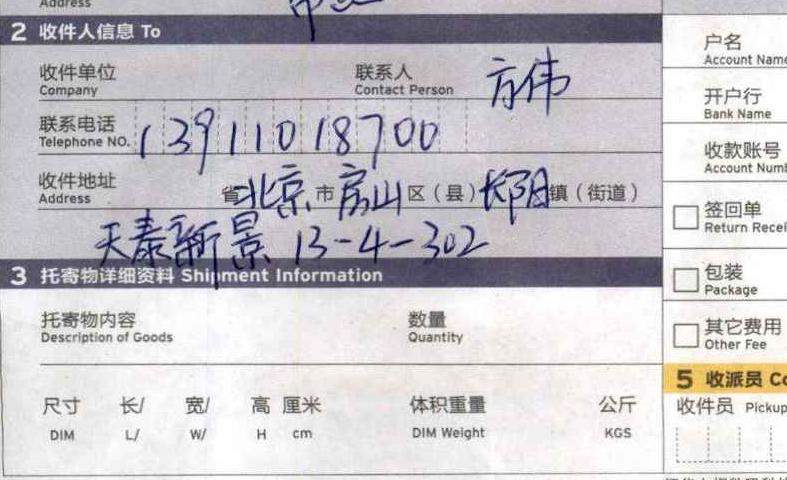 Address
2 收件人信息 To
收件单位 联系人 方伟
Company Contact Person
联系电话 13911018700
Telephone NO.
收件地址 省北京市房山区（县）长阳镇（街道）
Address
天泰新景 13-4-302
3 托寄物详细资料 Shipment Information
托寄物内容 数量
Description of Goods Quantity
尺寸 长/ 宽/ 高 厘米 体积重量 公斤
DIM L/ W/ H cm DIM Weight KGS
户名
Account Name
开户行
Bank Name
收款账号
Account Numb
签回单
Return Recei
包装
Package
其它费用
Other Fee
5 收派员 Co
收件员 Pickup